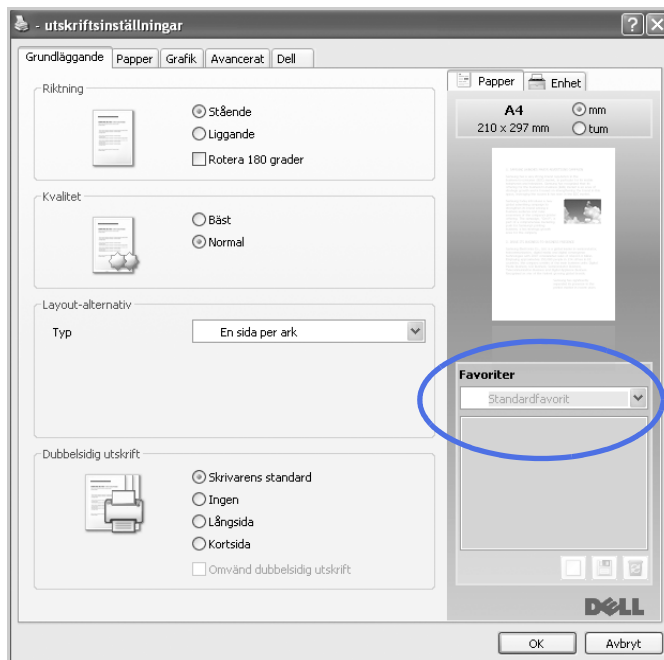 - utskriftsinställningar
Grundläggande Papper Grafik Avancerat Dell
Riktning
Stående
Liggande
Rotera 180 grader
Kvalitet
Bäst
Normal
Layout-alternativ
Typ En sida per ark
Dubbelsidig utskrift
Skrivarens standard
Ingen
Långsida
Kortsida
Omvänd dubbelsidig utskrift
Papper Enhet
A4 mm
210 x 297 mm tum
Favoriter
Standardfavorit
DELL
OK Avbryt